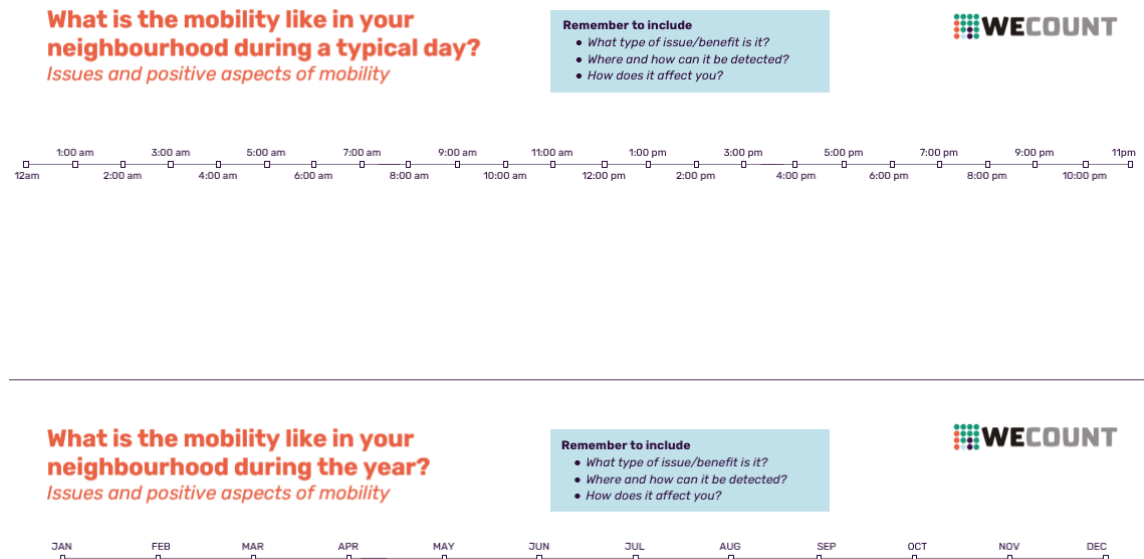 What is the mobility like in your
neighbourhood during a typical day?
Issues and positive aspects of mobility
Remember to include
● What type of issue/benefit is it?
● Where and how can it be detected?
● How does it affect you?
WECOUNT
1:00 am 3:00 am 5:00 am 7:00 am 9:00 am 11:00 am 1:00 pm 3:00 pm 5:00 pm 7:00 pm 9:00 pm 11pm
12am 2:00 am 4:00 am 6:00 am 8:00 am 10:00 am 12:00 pm 2:00 pm 4:00 pm 6:00 pm 8:00 pm 10:00 pm
What is the mobility like in your
neighbourhood during the year?
Issues and positive aspects of mobility
Remember to include
● What type of issue/benefit is it?
● Where and how can it be detected?
● How does it affect you?
WECOUNT
JAN FEB MAR APR MAY JUN JUL AUG SEP OCT NOV DEC